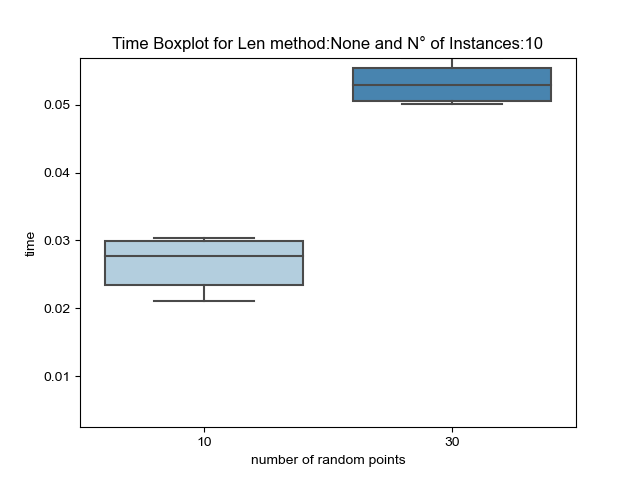 Time Boxplot for Len method:None and N° of Instances:10
0.05
0.04
0.03
0.02
0.01
time
10 30
number of random points